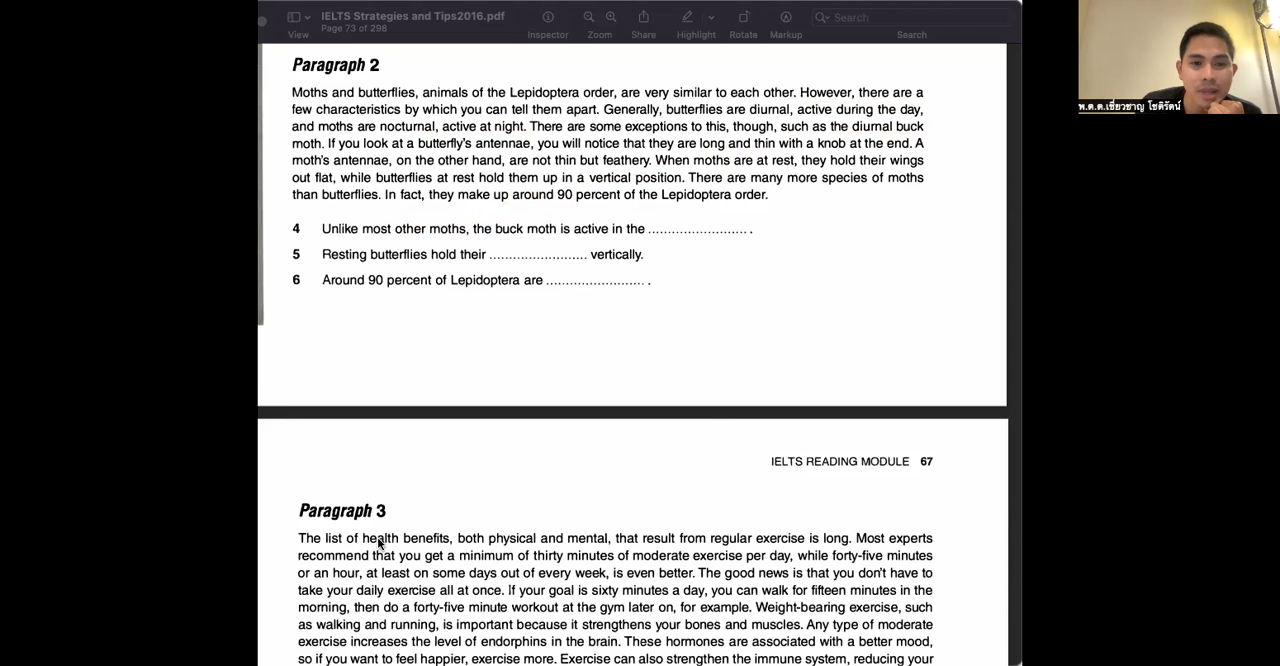 IELTS Strategies and Tips2016.pdf
Page 73 of 298
View
Inspector
Zoom
Share
Highlight
Rotate
Markup
Search
Search
พ.ต.ต.เชี่ยวชาญ โชติรัตน์
Paragraph 2
Moths and butterflies, animals of the Lepidoptera order, are very similar to each other. However, there are a
few characteristics by which you can tell them apart. Generally, butterflies are diurnal, active during the day,
and moths are nocturnal, active at night. There are some exceptions to this, though, such as the diurnal buck
moth. If you look at a butterfly's antennae, you will notice that they are long and thin with a knob at the end. A
moth's antennae, on the other hand, are not thin but feathery. When moths are at rest, they hold their wings
out flat, while butterflies at rest hold them up in a vertical position. There are many more species of moths
than butterflies. In fact, they make up around 90 percent of the Lepidoptera order.
4 Unlike most other moths, the buck moth is active in the ......................... .
5 Resting butterflies hold their ......................... vertically.
6 Around 90 percent of Lepidoptera are ......................... .
IELTS READING MODULE 67
Paragraph 3
The list of health benefits, both physical and mental, that result from regular exercise is long. Most experts
recommend that you get a minimum of thirty minutes of moderate exercise per day, while forty-five minutes
or an hour, at least on some days out of every week, is even better. The good news is that you don't have to
take your daily exercise all at once. If your goal is sixty minutes a day, you can walk for fifteen minutes in the
morning, then do a forty-five minute workout at the gym later on, for example. Weight-bearing exercise, such
as walking and running, is important because it strengthens your bones and muscles. Any type of moderate
exercise increases the level of endorphins in the brain. These hormones are associated with a better mood,
so if you want to feel happier, exercise more. Exercise can also strengthen the immune system, reducing your